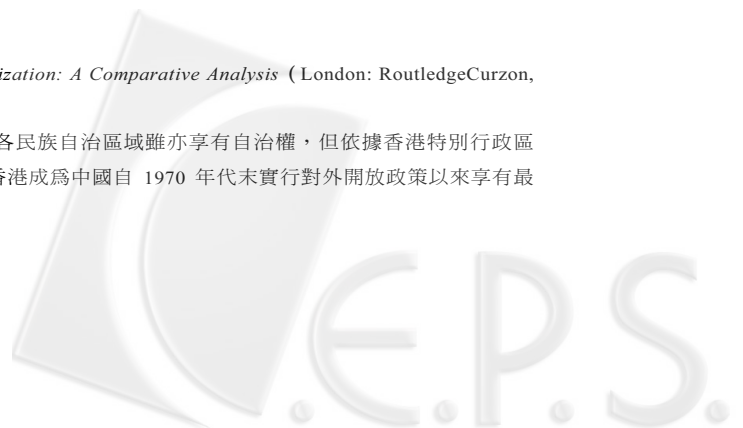 ization: A Comparative Analysis（London: RoutledgeCurzon,
各民族自治區域雖亦享有自治權，但依據香港特別行政區
香港成爲中國自 1970 年代末實行對外開放政策以來享有最
C.E.P.S.